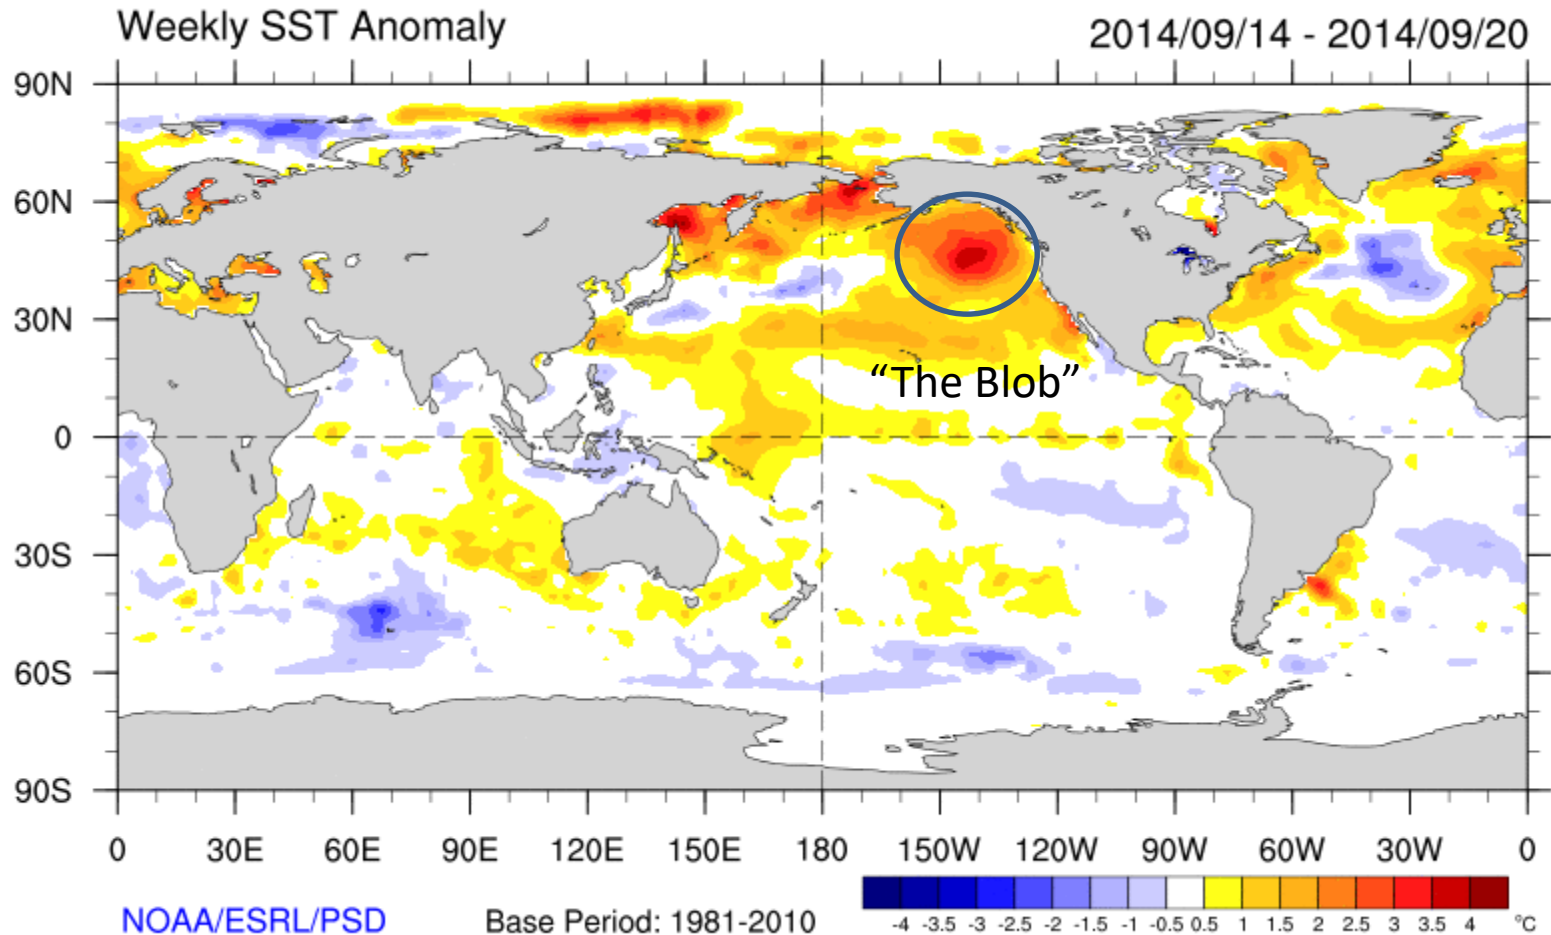 Weekly SST Anomaly
2014/09/14 - 2014/09/20
90N
60N
30N
0
30S
60S
90S
“The Blob”
0 30E 60E 90E 120E 150E 180 150W 120W 90W 60W 30W 0
NOAA/ESRL/PSD
Base Period: 1981-2010
-4 -3.5 -3 -2.5 -2 -1.5 -1 -0.5 0.5 1 1.5 2 2.5 3 3.5 4 °C